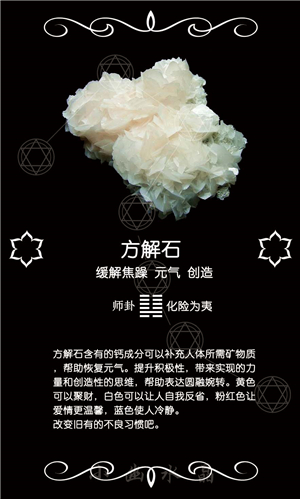 方解石
缓解焦躁 元气 创造
师卦 化险为夷
方解石含有的钙成分可以补充人体所需矿物质
，帮助恢复元气。提升积极性，带来实现的力
量和创造性的思维，帮助表达圆融婉转。黄色
可以聚财，白色可以让人自我反省，粉红色让
爱情更温馨，蓝色使人冷静。
改变旧有的不良习惯吧。